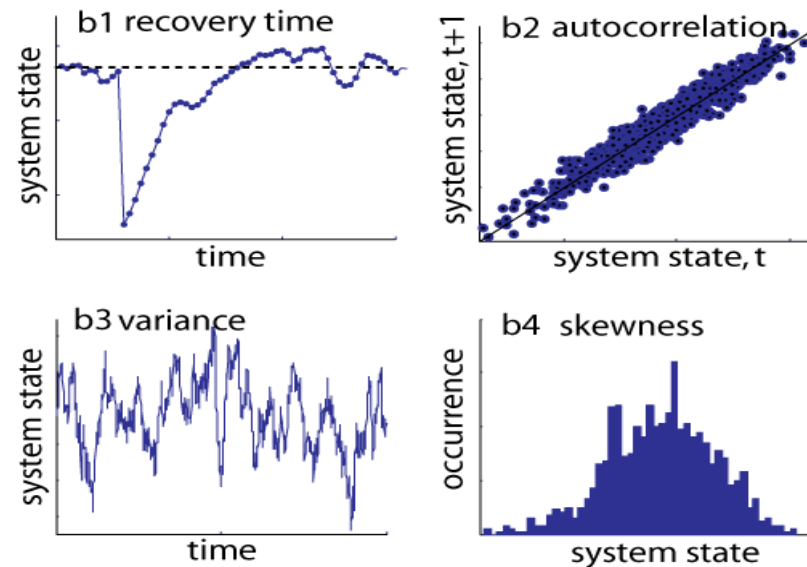 b1 recovery time
system state
time
b2 autocorrelation
system state, t+1
system state, t
b3 variance
system state
time
b4 skewness
occurrence
system state